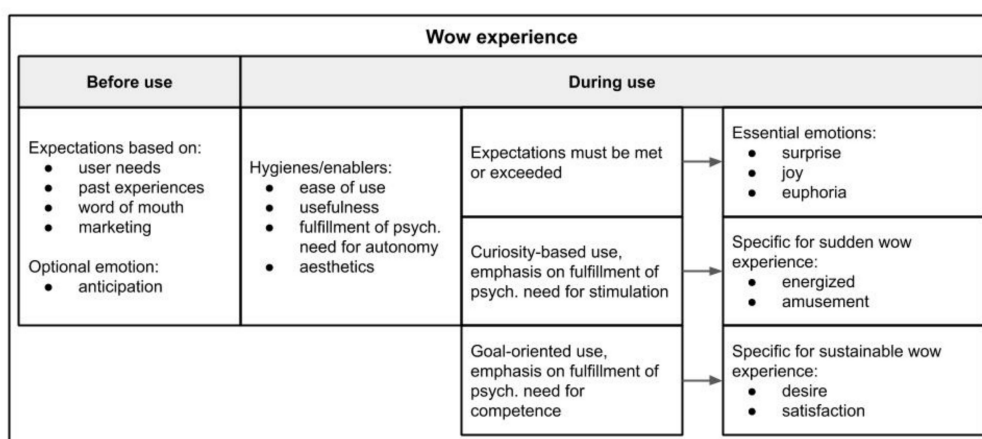 Wow experience
Before use
During use
Expectations based on:
● user needs
● past experiences
● word of mouth
● marketing
Optional emotion:
● anticipation
Hygienes/enablers:
● ease of use
● usefulness
● fulfillment of psych.
need for autonomy
● aesthetics
Expectations must be met
or exceeded
Essential emotions:
● surprise
● joy
● euphoria
Curiosity-based use,
emphasis on fulfillment of
psych. need for stimulation
Specific for sudden wow
experience:
● energized
● amusement
Goal-oriented use,
emphasis on fulfillment of
psych. need for
competence
Specific for sustainable wow
experience:
● desire
● satisfaction